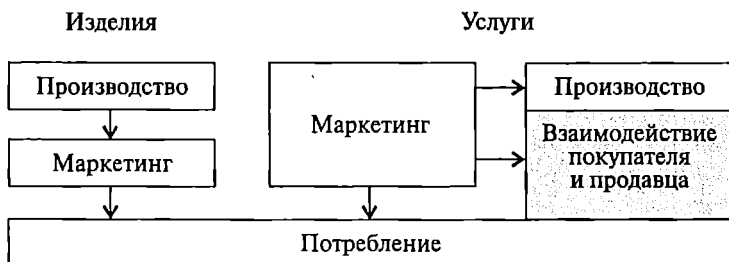 Изделия
Услуги
Производство
Маркетинг
Маркетинг
Производство
Взаимодействие
покупателя
и продавца
Потребление